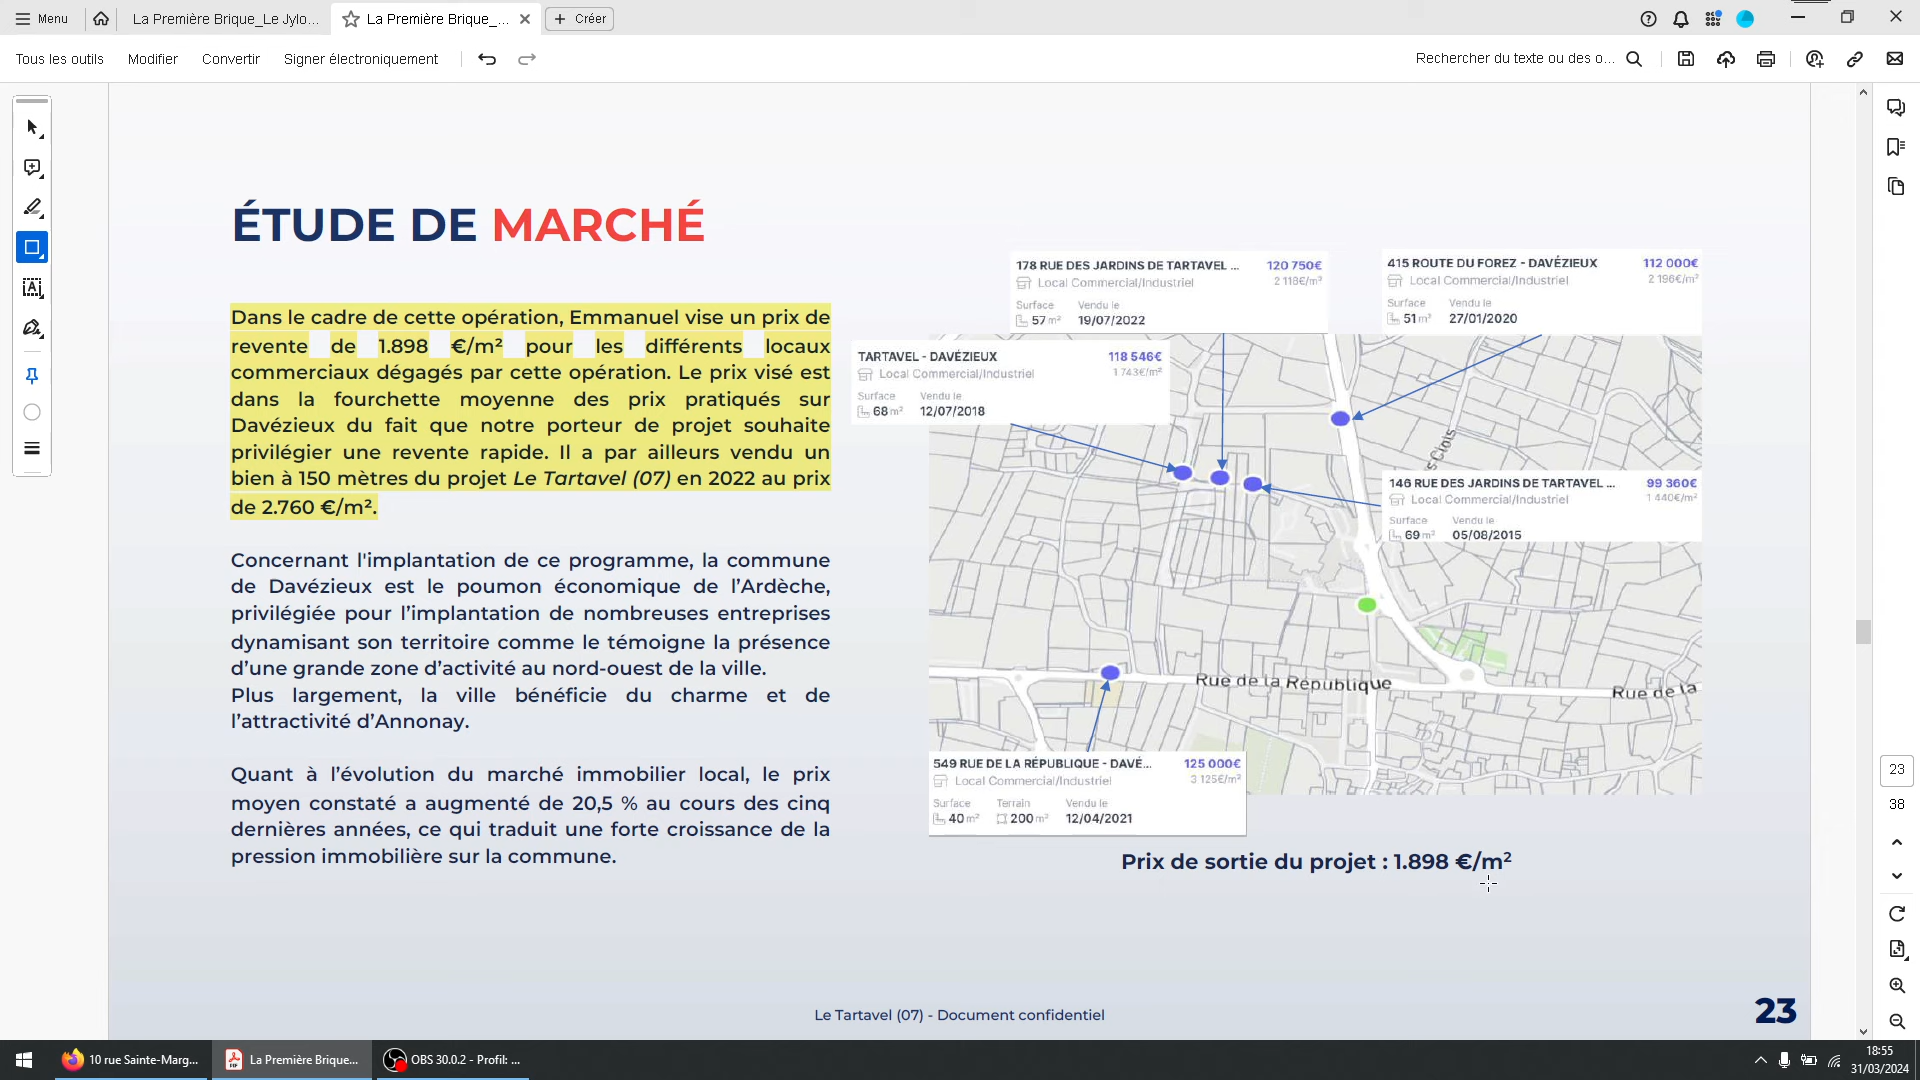 Menu
La Première Brique_Le Jylo...
La Première Brique_...
Créer
Tous les outils
Modifier
Convertir
Signer électroniquement
Rechercher du texte ou des o...
ÉTUDE DE MARCHÉ
Dans le cadre de cette opération, Emmanuel vise un prix de
revente de 1.898 €/m² pour les différents locaux
commerciaux dégagés par cette opération. Le prix visé est
dans la fourchette moyenne des prix pratiqués sur
Davézieux du fait que notre porteur de projet souhaite
privilégier une revente rapide. Il a par ailleurs vendu un
bien à 150 mètres du projet Le Tartavel (07) en 2022 au prix
de 2.760 €/m².
Concernant l'implantation de ce programme, la commune
de Davézieux est le poumon économique de l’Ardèche,
privilégiée pour l’implantation de nombreuses entreprises
dynamisant son territoire comme le témoigne la présence
d’une grande zone d’activité au nord-ouest de la ville.
Plus largement, la ville bénéficie du charme et de
l’attractivité d’Annonay.
Quant à l’évolution du marché immobilier local, le prix
moyen constaté a augmenté de 20,5 % au cours des cinq
dernières années, ce qui traduit une forte croissance de la
pression immobilière sur la commune.
178 RUE DES JARDINS DE TARTAVEL ... 120 750€
Local Commercial/Industriel 2 118€/m²
Surface Vendu le
57 m² 19/07/2022
415 ROUTE DU FOREZ - DAVÉZIEUX 112 000€
Local Commercial/Industriel 2 196€/m²
Surface Vendu le
51 m² 27/01/2020
TARTAVEL - DAVÉZIEUX 118 546€
Local Commercial/Industriel 1 743€/m²
Surface Vendu le
68 m² 12/07/2018
146 RUE DES JARDINS DE TARTAVEL ... 99 360€
Local Commercial/Industriel 1 440€/m²
Surface Vendu le
69 m² 05/08/2015
Rue de la République
Rue de la
549 RUE DE LA RÉPUBLIQUE - DAVÉ... 125 000€
Local Commercial/Industriel 3 125€/m²
Surface Terrain Vendu le
40 m² 200 m² 12/04/2021
Prix de sortie du projet : 1.898 €/m²
Le Tartavel (07) - Document confidentiel
23
23
38
10 rue Sainte-Marg...
La Première Brique...
OBS 30.0.2 - Profil: ...
18:55
31/03/2024